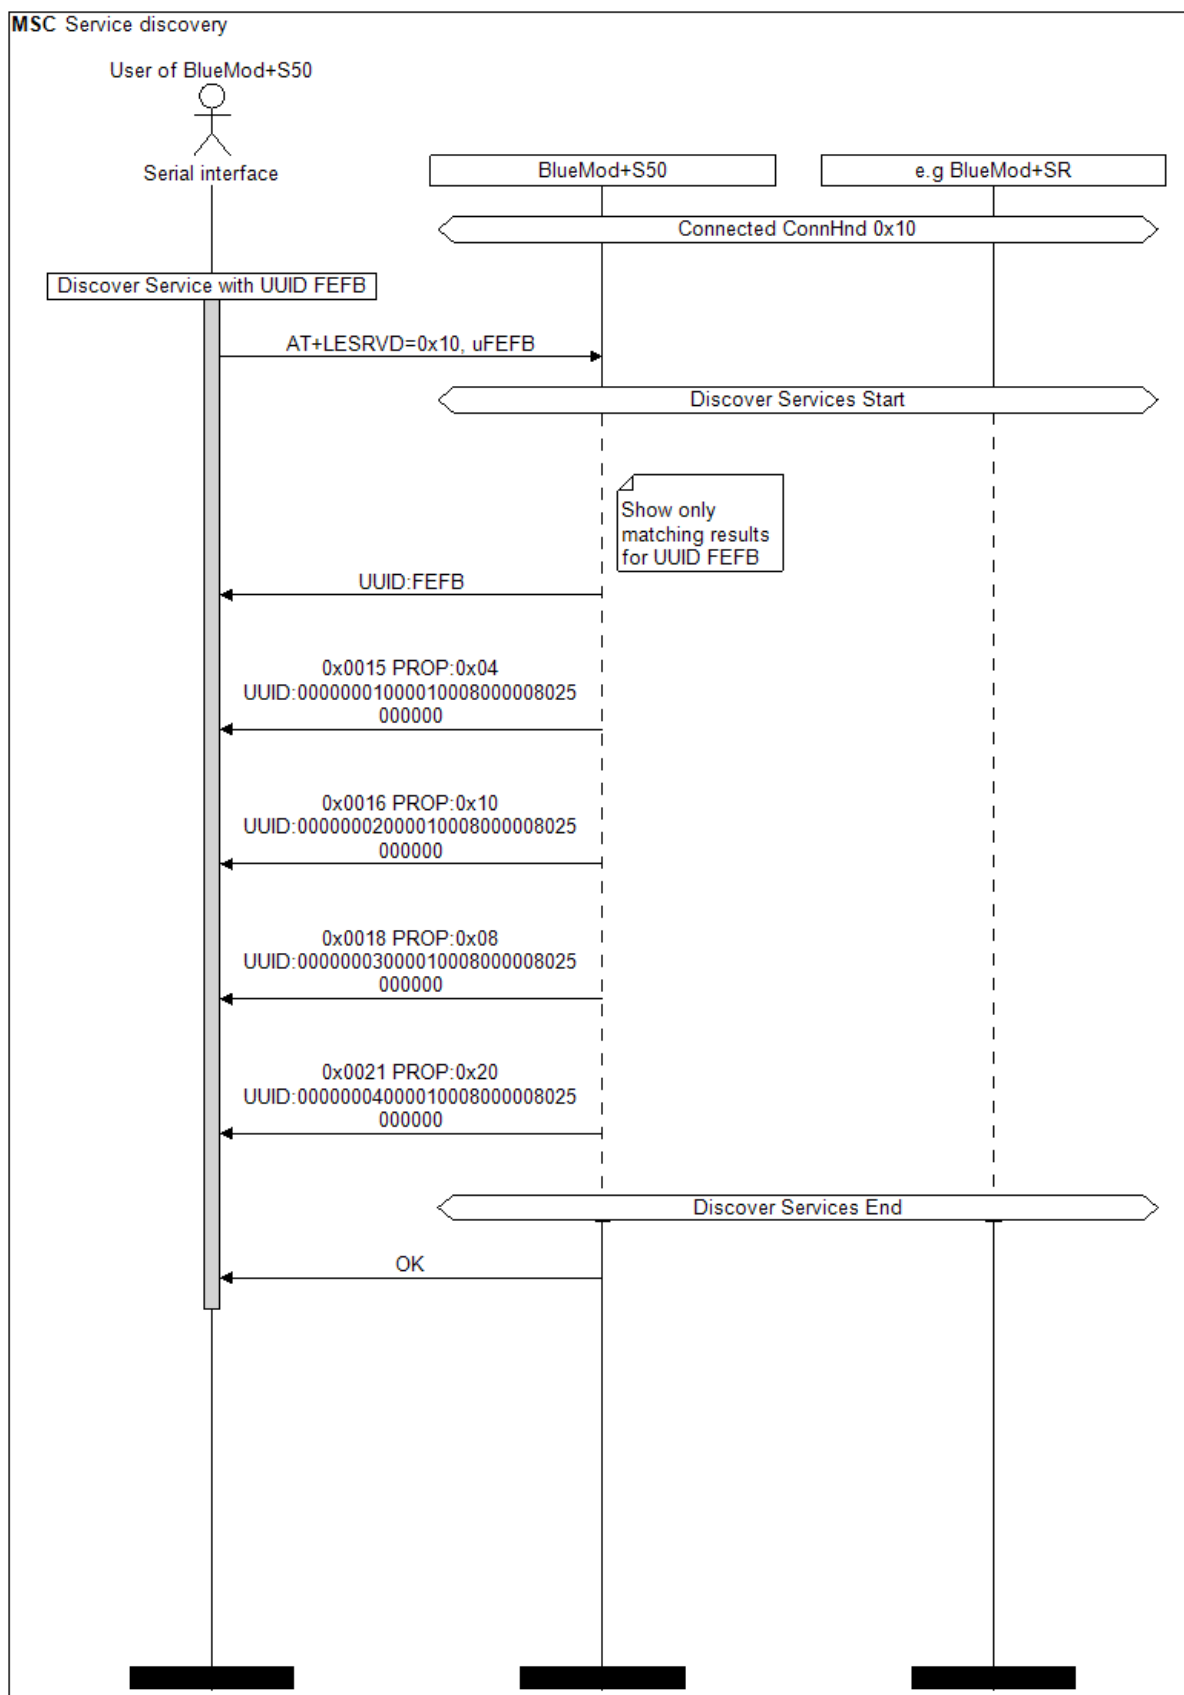 MSC Service discovery
User of BlueMod+S50
Serial interface
BlueMod+S50
e.g BlueMod+SR
Connected ConnHnd 0x10
Discover Service with UUID FEFB
AT+LESRVD=0x10, uFEFB
Discover Services Start
Show only
matching results
for UUID FEFB
UUID:FEFB
0x0015 PROP:0x04
UUID:00000001000010008000008025
000000
0x0016 PROP:0x10
UUID:00000002000010008000008025
000000
0x0018 PROP:0x08
UUID:00000003000010008000008025
000000
0x0021 PROP:0x20
UUID:00000004000010008000008025
000000
Discover Services End
OK